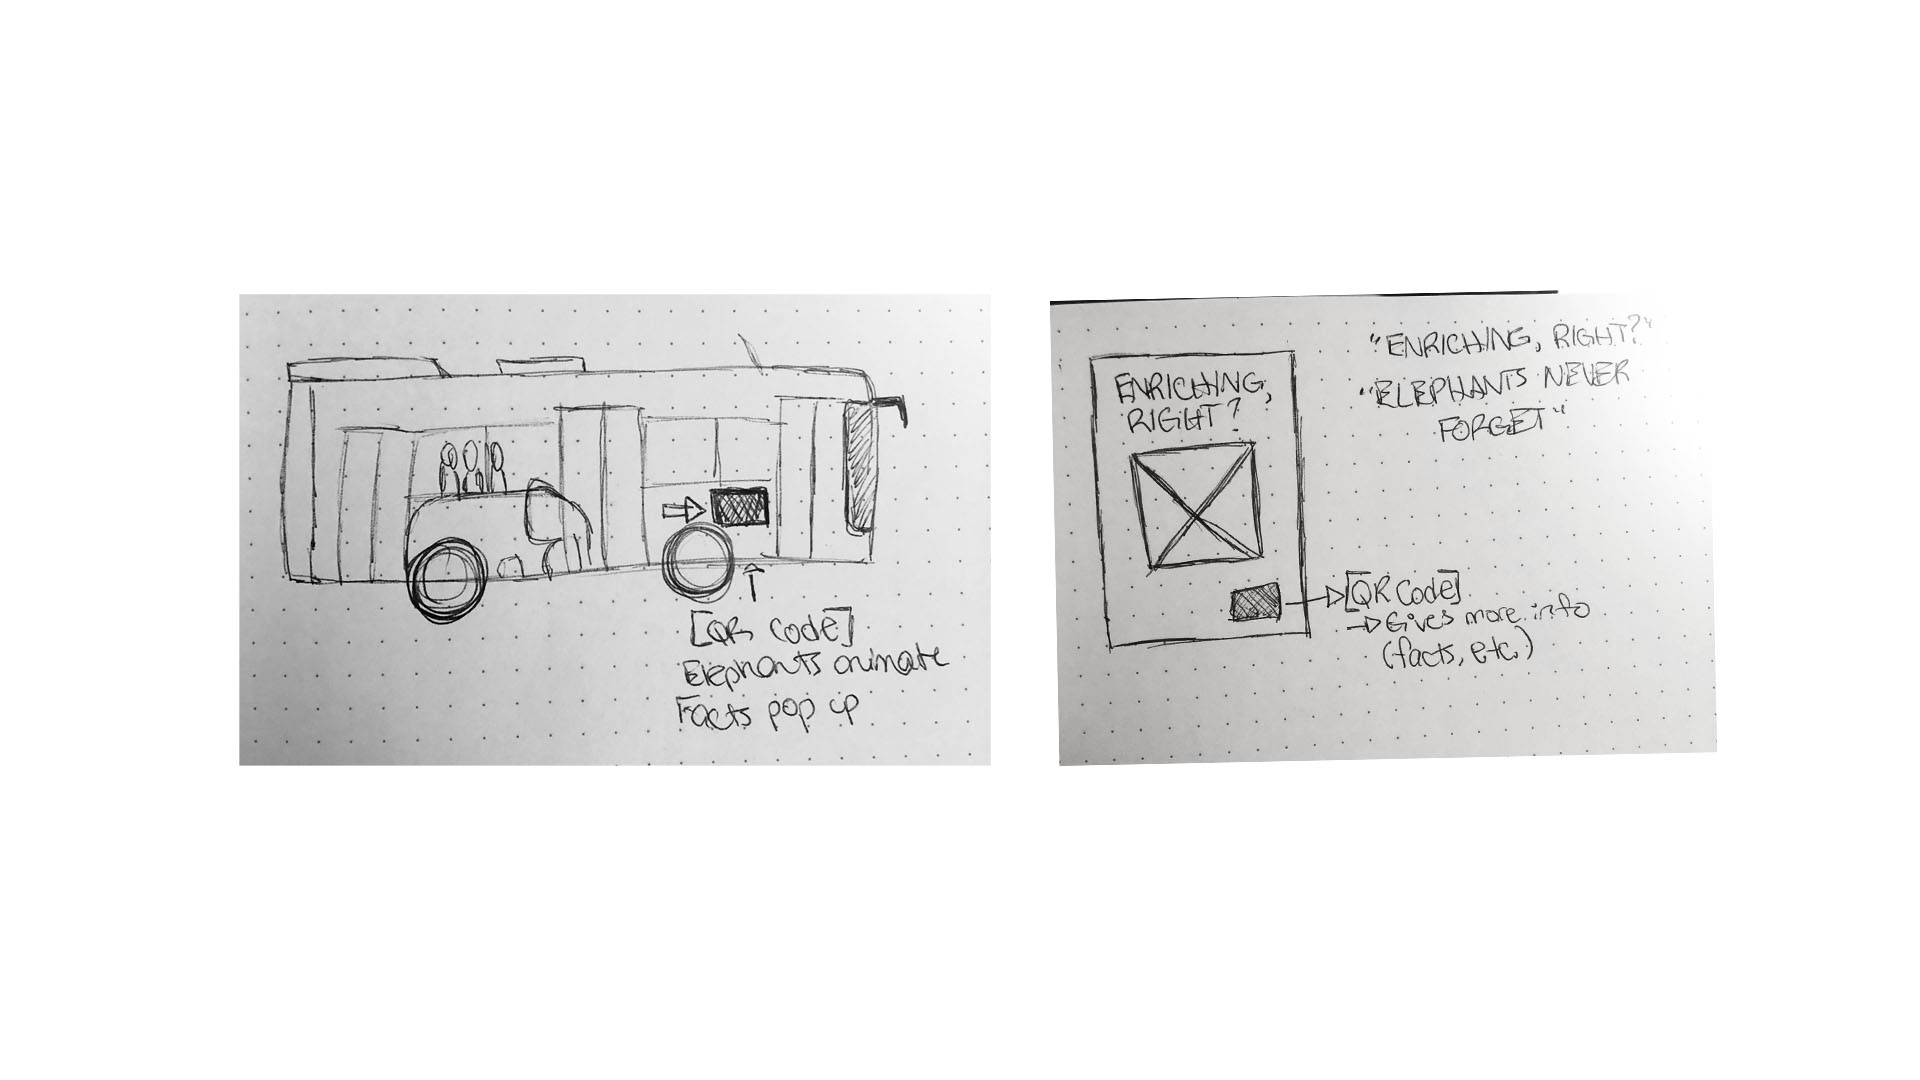 [QR code]
Elephants animate
Facts pop up
ENRICHING,
RIGHT?
"ENRICHING, RIGHT?"
"ELEPHANTS NEVER
FORGET"
[QR Code]
→ Gives more info
(facts, etc.)